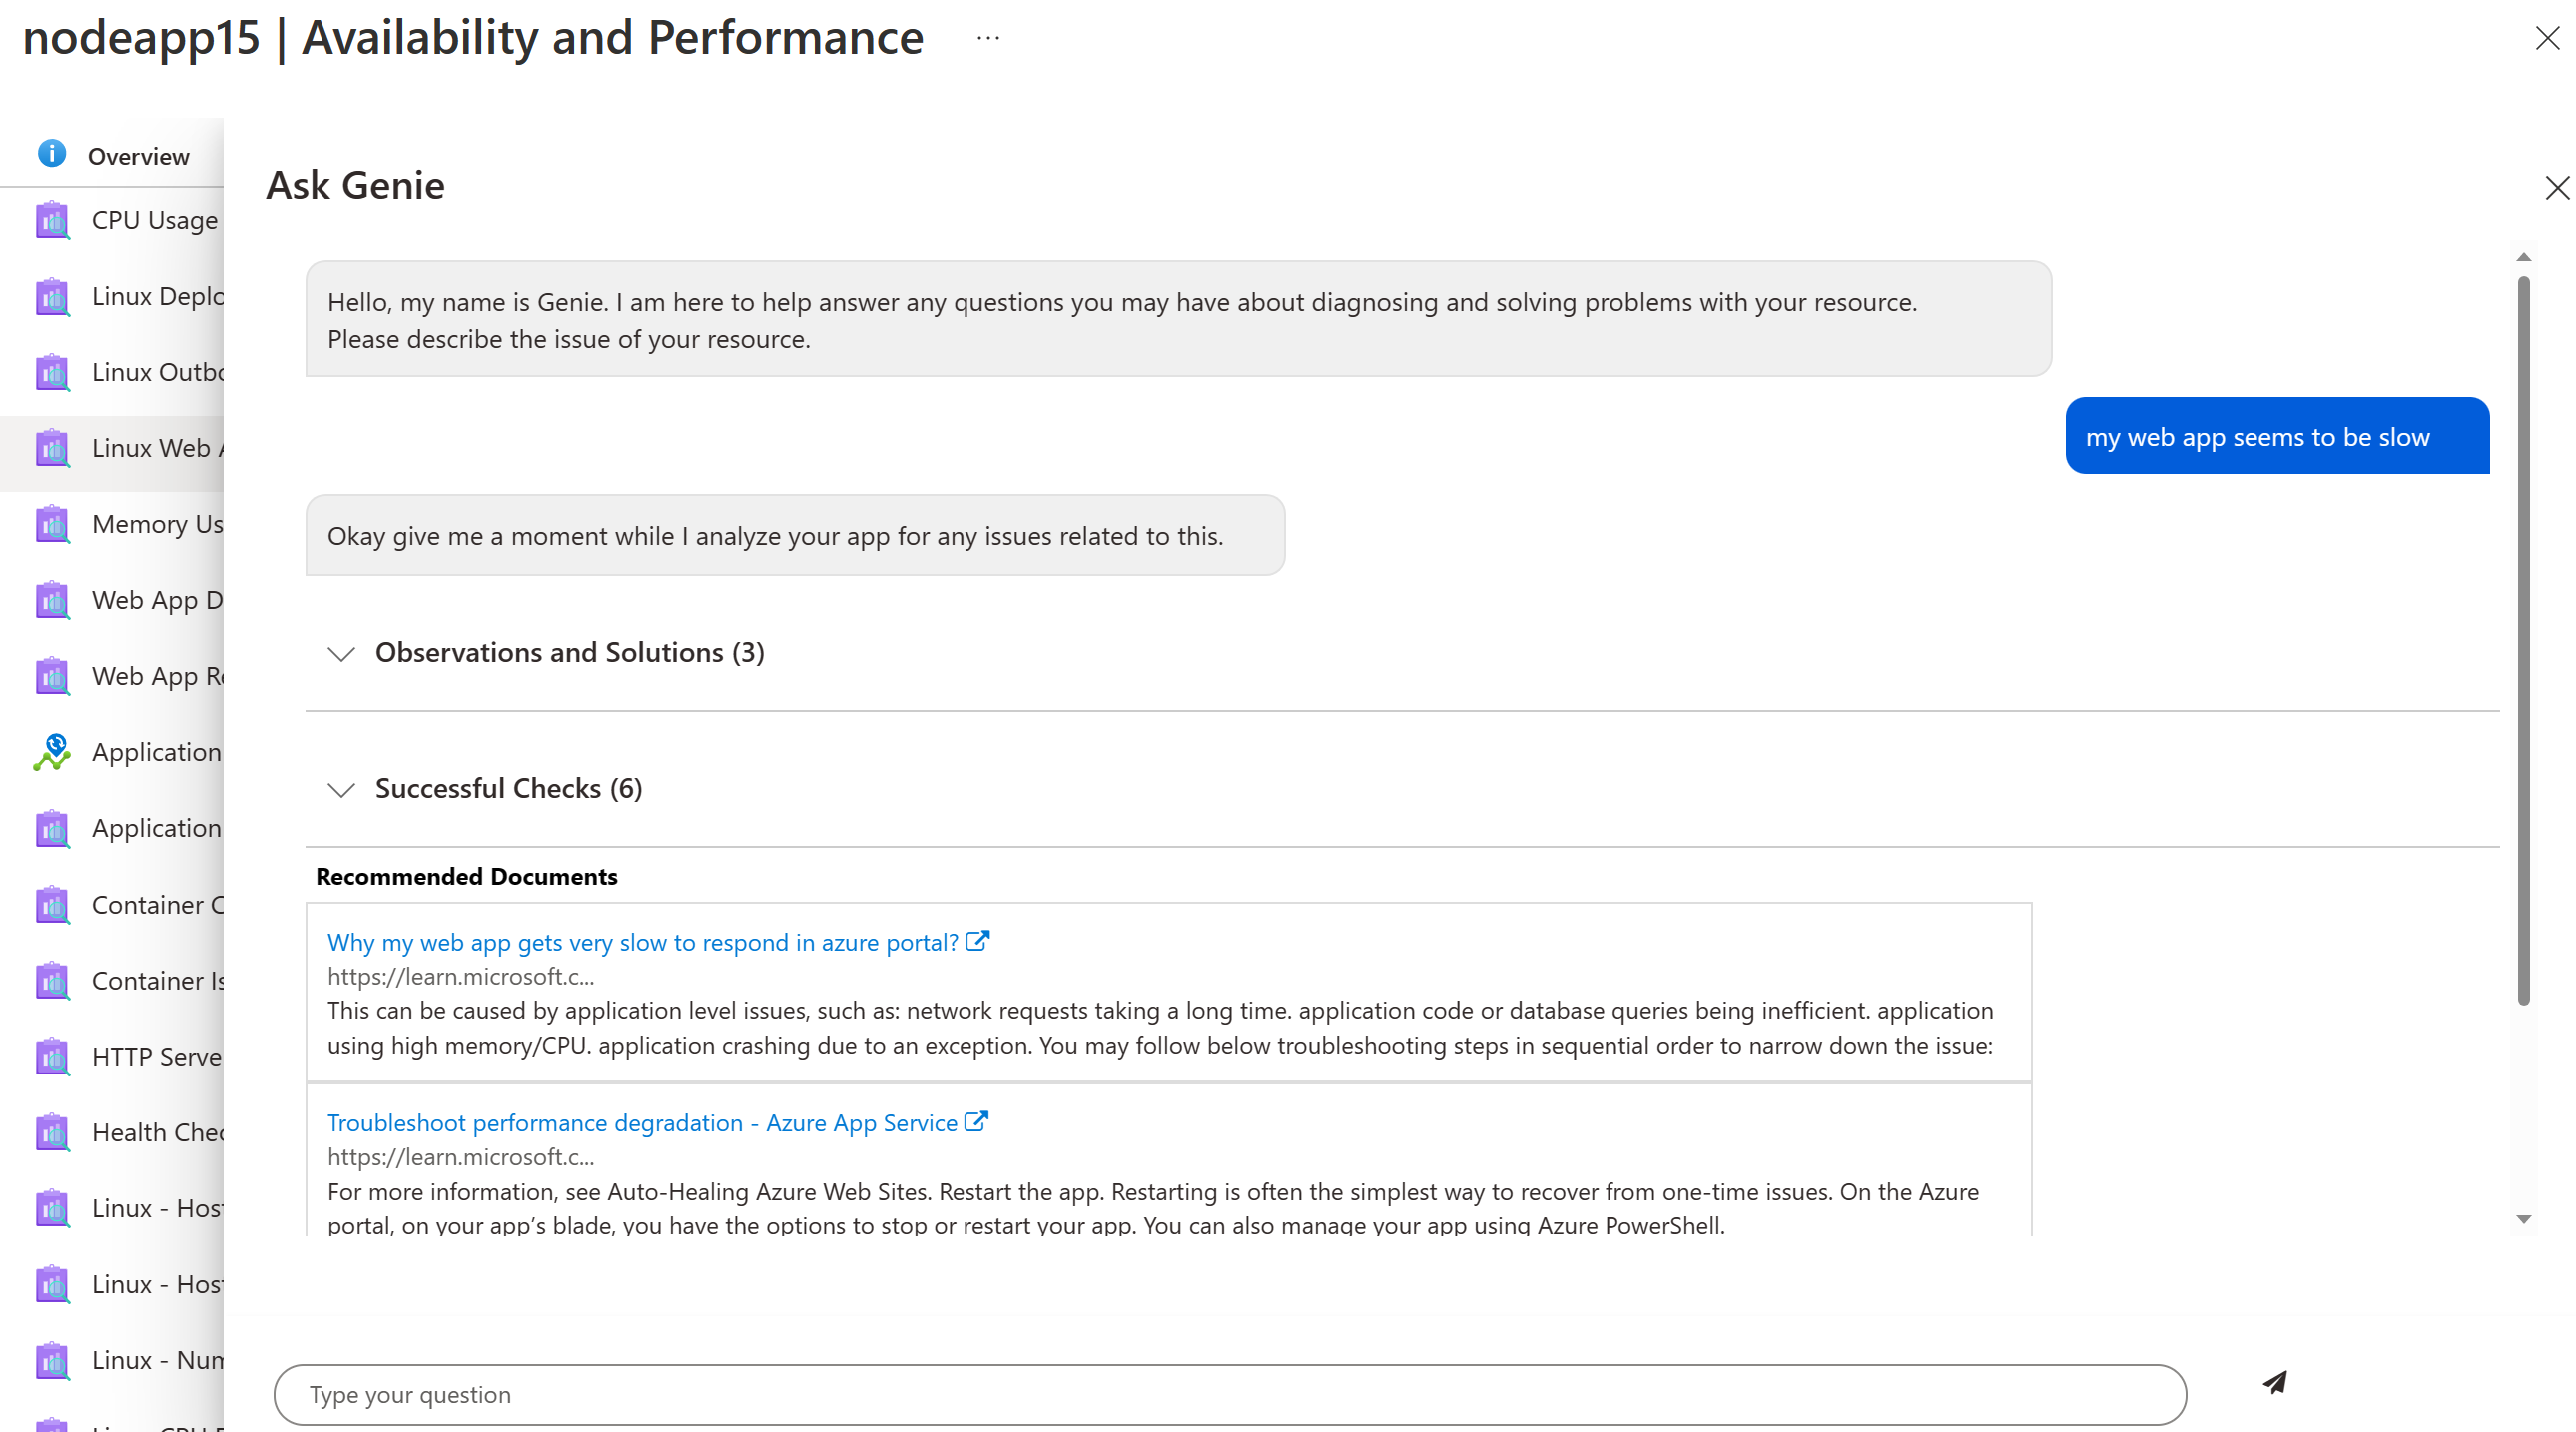 nodeapp15 | Availability and Performance ...
Overview
CPU Usage
Linux Deplo
Linux Outbo
Linux Web A
Memory Us
Web App D
Web App Re
Application
Application
Container C
Container Is
HTTP Serve
Health Chec
Linux - Host
Linux - Host
Linux - Num
Ask Genie
Hello, my name is Genie. I am here to help answer any questions you may have about diagnosing and solving problems with your resource.
Please describe the issue of your resource.
my web app seems to be slow
Okay give me a moment while I analyze your app for any issues related to this.
Observations and Solutions (3)
Successful Checks (6)
Recommended Documents
Why my web app gets very slow to respond in azure portal?
https://learn.microsoft.c...
This can be caused by application level issues, such as: network requests taking a long time. application code or database queries being inefficient. application
using high memory/CPU. application crashing due to an exception. You may follow below troubleshooting steps in sequential order to narrow down the issue:
Troubleshoot performance degradation - Azure App Service
https://learn.microsoft.c...
For more information, see Auto-Healing Azure Web Sites. Restart the app. Restarting is often the simplest way to recover from one-time issues. On the Azure
portal, on your app's blade, you have the options to stop or restart your app. You can also manage your app using Azure PowerShell.
Type your question